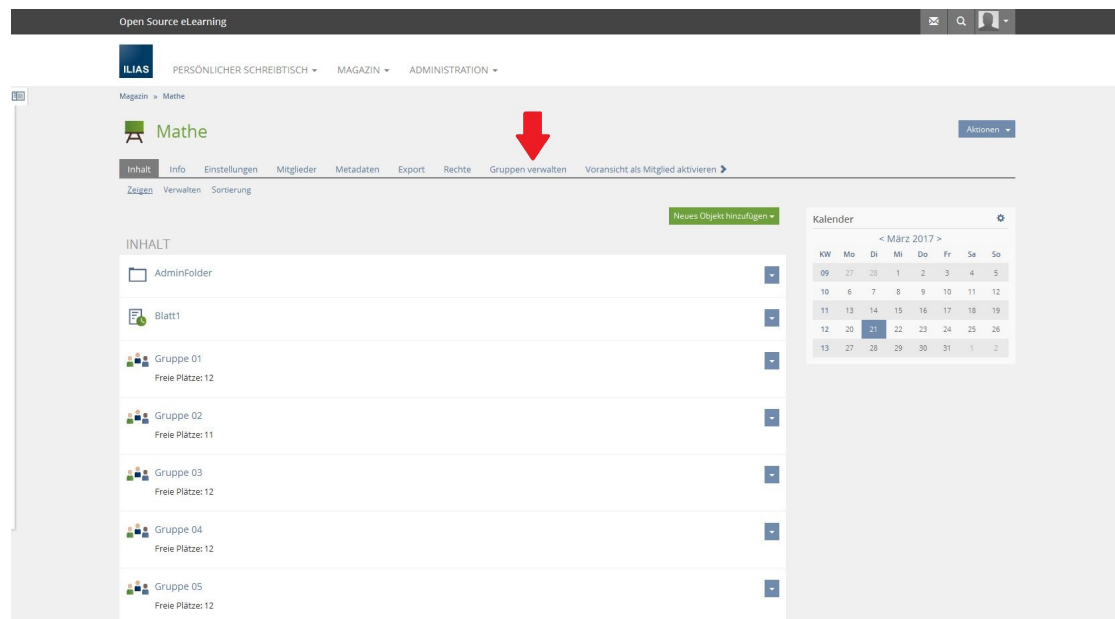 Open Source eLearning
ILIAS
PERSÖNLICHER SCHREIBTISCH MAGAZIN ADMINISTRATION
Magazin » Mathe
Mathe
Aktionen
Inhalt Info Einstellungen Mitglieder Metadaten Export Rechte Gruppen verwalten Voransicht als Mitglied aktivieren
Zeigen Verwalten Sortierung
Neues Objekt hinzufügen
INHALT
AdminFolder
Blatt1
Gruppe 01
Freie Plätze: 12
Gruppe 02
Freie Plätze: 11
Gruppe 03
Freie Plätze: 12
Gruppe 04
Freie Plätze: 12
Gruppe 05
Freie Plätze: 12
Kalender
< März 2017 >
KW Mo Di Mi Do Fr Sa So
09 27 28 1 2 3 4 5
10 6 7 8 9 10 11 12
11 13 14 15 16 17 18 19
12 20 21 22 23 24 25 26
13 27 28 29 30 31 1 2